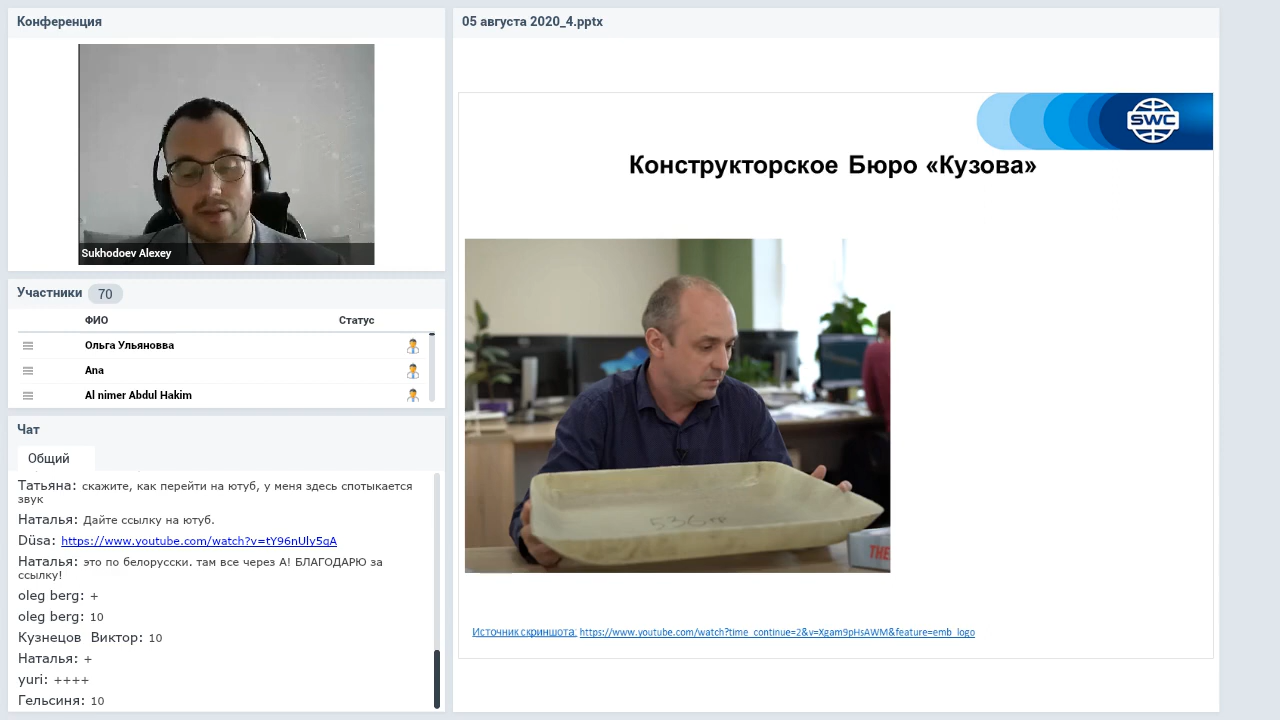 Конференция
Sukhodoev Alexey
Участники 70
ФИО Статус
Ольга Ульяновва
Ana
Al nimer Abdul Hakim
Чат
Общий
Татьяна: скажите, как перейти на ютуб, у меня здесь спотыкается
звук
Наталья: Дайте ссылку на ютуб.
Düsa: https://www.youtube.com/watch?v=tY96nUly5qA
Наталья: это по белорусски. там все через А! БЛАГОДАРЮ за
ссылку!
oleg berg: +
oleg berg: 10
Кузнецов Виктор: 10
Наталья: +
yuri: ++++
Гельсиня: 10
05 августа 2020_4.pptx
SWC
Конструкторское Бюро «Кузова»
THE
Источник скриншота: https://www.youtube.com/watch?time_continue=2&v=Xgam9pHsAWM&feature=emb_logo